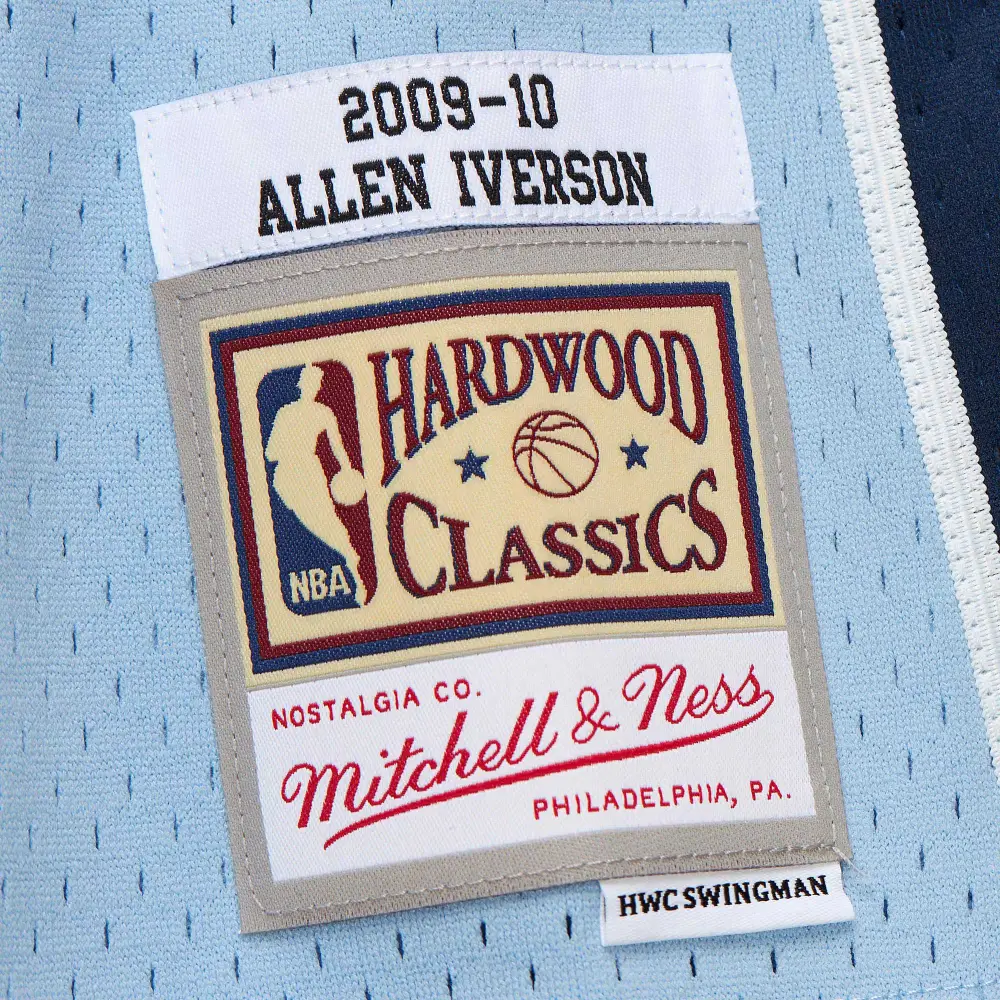 2009-10
ALLEN IVERSON
HARDWOOD
CLASSICS
NBA
NOSTALGIA CO.
Mitchell & Ness
PHILADELPHIA, PA.
HWC SWINGMAN